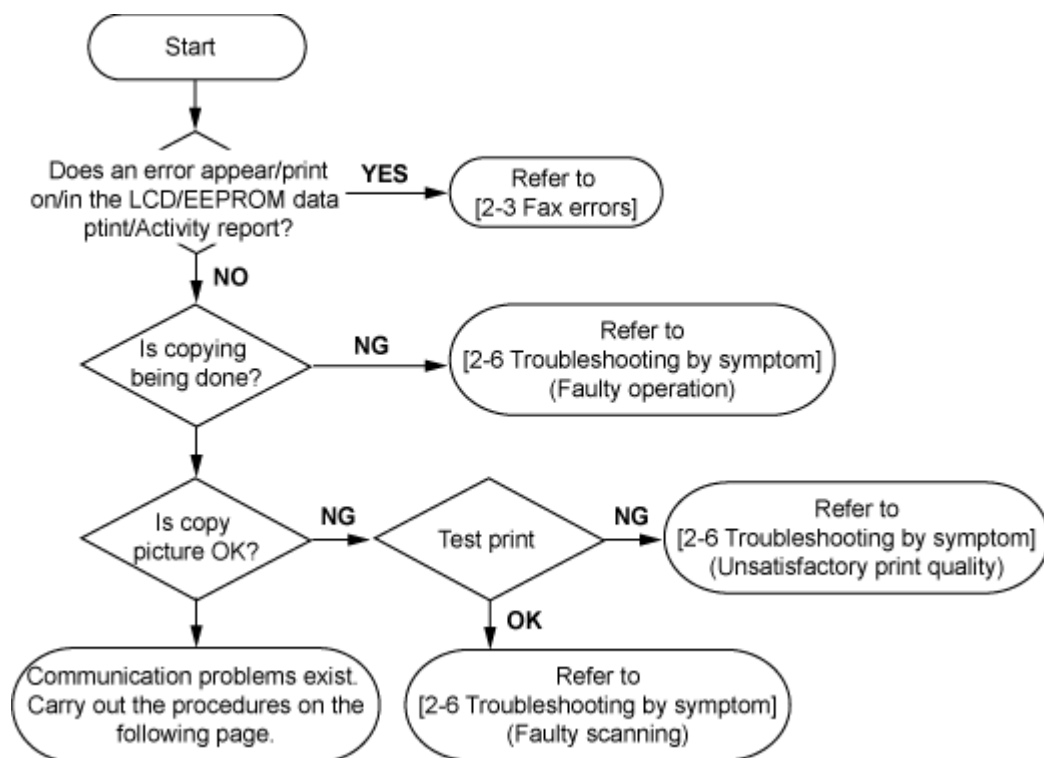 Start
Does an error appear/print
on/in the LCD/EEPROM data
ptint/Activity report?
YES
Refer to
[2-3 Fax errors]
NO
Is copying
being done?
NG
Refer to
[2-6 Troubleshooting by symptom]
(Faulty operation)
Is copy
picture OK?
NG
Test print
NG
Refer to
[2-6 Troubleshooting by symptom]
(Unsatisfactory print quality)
OK
Communication problems exist.
Carry out the procedures on the
following page.
Refer to
[2-6 Troubleshooting by symptom]
(Faulty scanning)